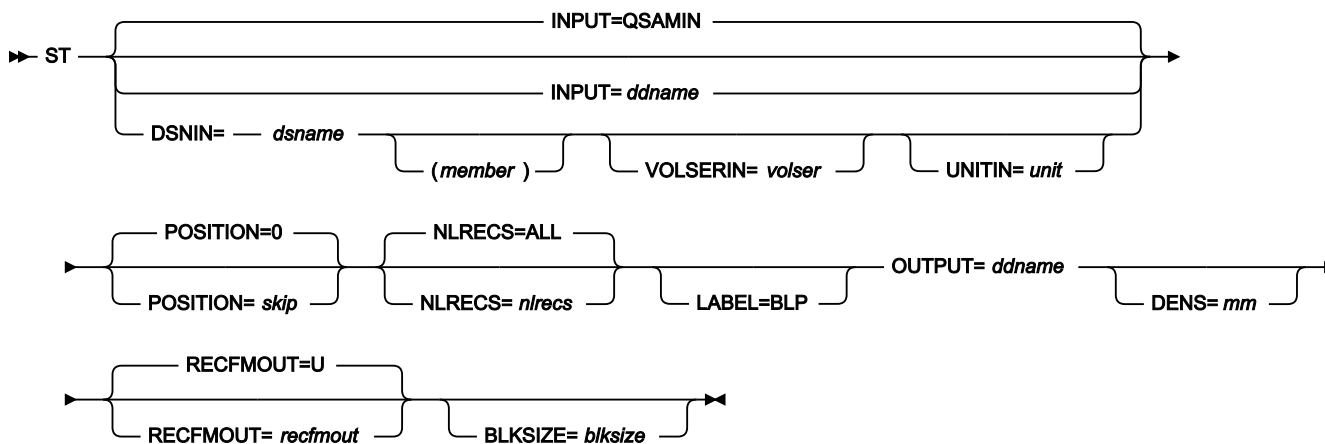 INPUT=QSAMIN
ST
INPUT= ddname
DSNIN= dsname
(member ) VOLSERIN= volser UNITIN= unit
POSITION=0 NLRECS=ALL
OUTPUT= ddname
POSITION= skip NLRECS= nlrecs LABEL=BLP DENS= mm
RECFMOUT=U
RECFMOUT= recfmout BLKSIZE= blksize